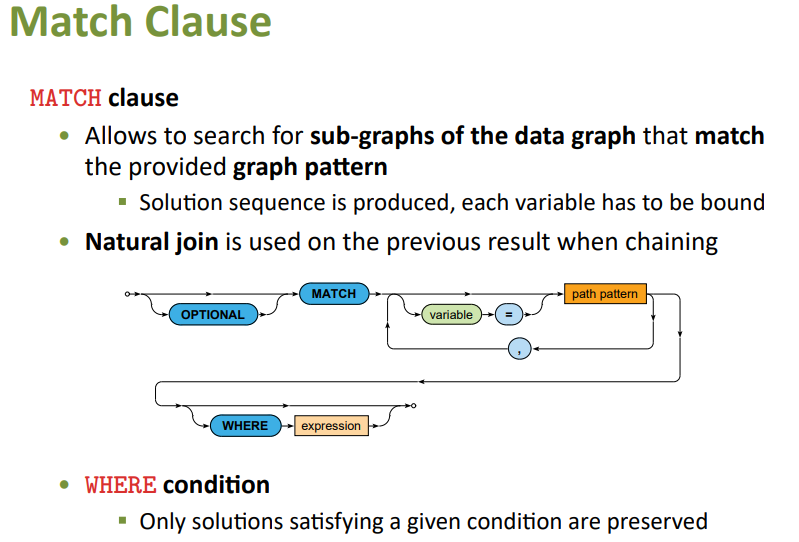 Match Clause
MATCH clause
• Allows to search for sub-graphs of the data graph that match
the provided graph pattern
▪ Solution sequence is produced, each variable has to be bound
• Natural join is used on the previous result when chaining
MATCH
path pattern
OPTIONAL
variable
=
,
WHERE
expression
• WHERE condition
▪ Only solutions satisfying a given condition are preserved